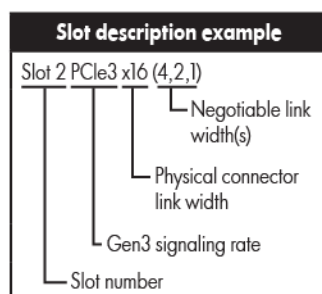 Slot description example
Slot 2 PCIe3 x16 (4,2,1)
Negotiable link
width(s)
Physical connector
link width
Gen3 signaling rate
Slot number